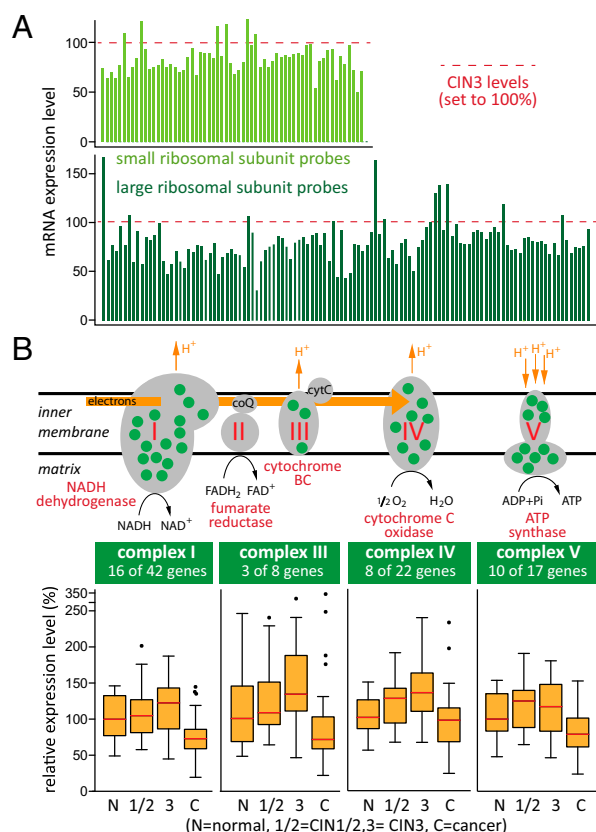 A
mRNA expression level
100
50
0
CIN3 levels
(set to 100%)
small ribosomal subunit probes
large ribosomal subunit probes
150
100
50
0
B
H+
H+
H+
H+ H+ H+
electrons
coQ
cytC
inner
membrane
matrix
I
II
III
IV
V
NADH
dehydrogenase
NADH NAD+
FADH2 FAD+
fumarate
reductase
cytochrome
BC
1/2 O2 H2O
cytochrome C
oxidase
ADP+Pi ATP
ATP
synthase
complex I
16 of 42 genes
complex III
3 of 8 genes
complex IV
8 of 22 genes
complex V
10 of 17 genes
relative expression level (%)
350
300
250
200
150
100
50
0
N 1/2 3 C
N 1/2 3 C
N 1/2 3 C
N 1/2 3 C
(N=normal, 1/2=CIN1/2,3= CIN3, C=cancer)